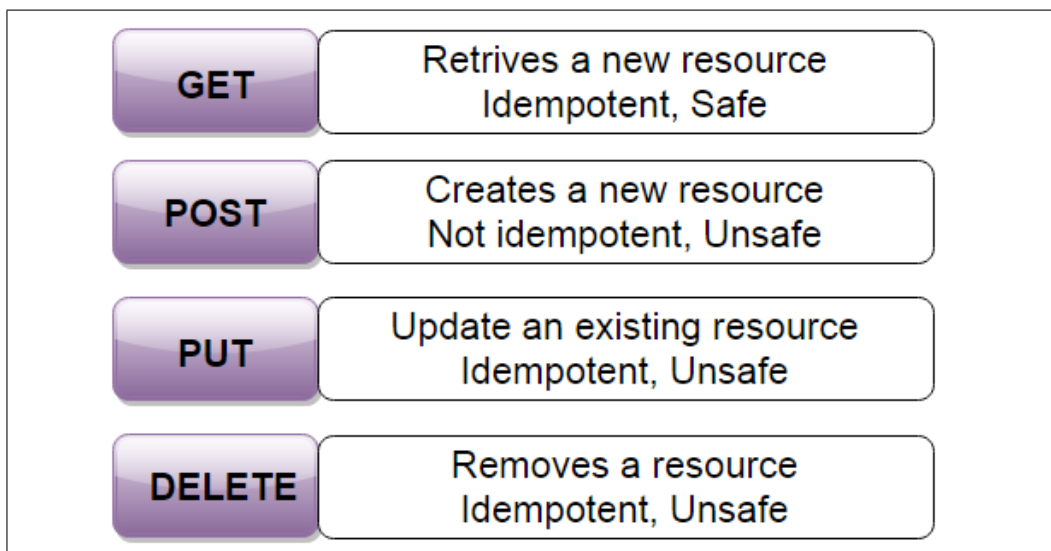 GET
Retrives a new resource
Idempotent, Safe
POST
Creates a new resource
Not idempotent, Unsafe
PUT
Update an existing resource
Idempotent, Unsafe
DELETE
Removes a resource
Idempotent, Unsafe